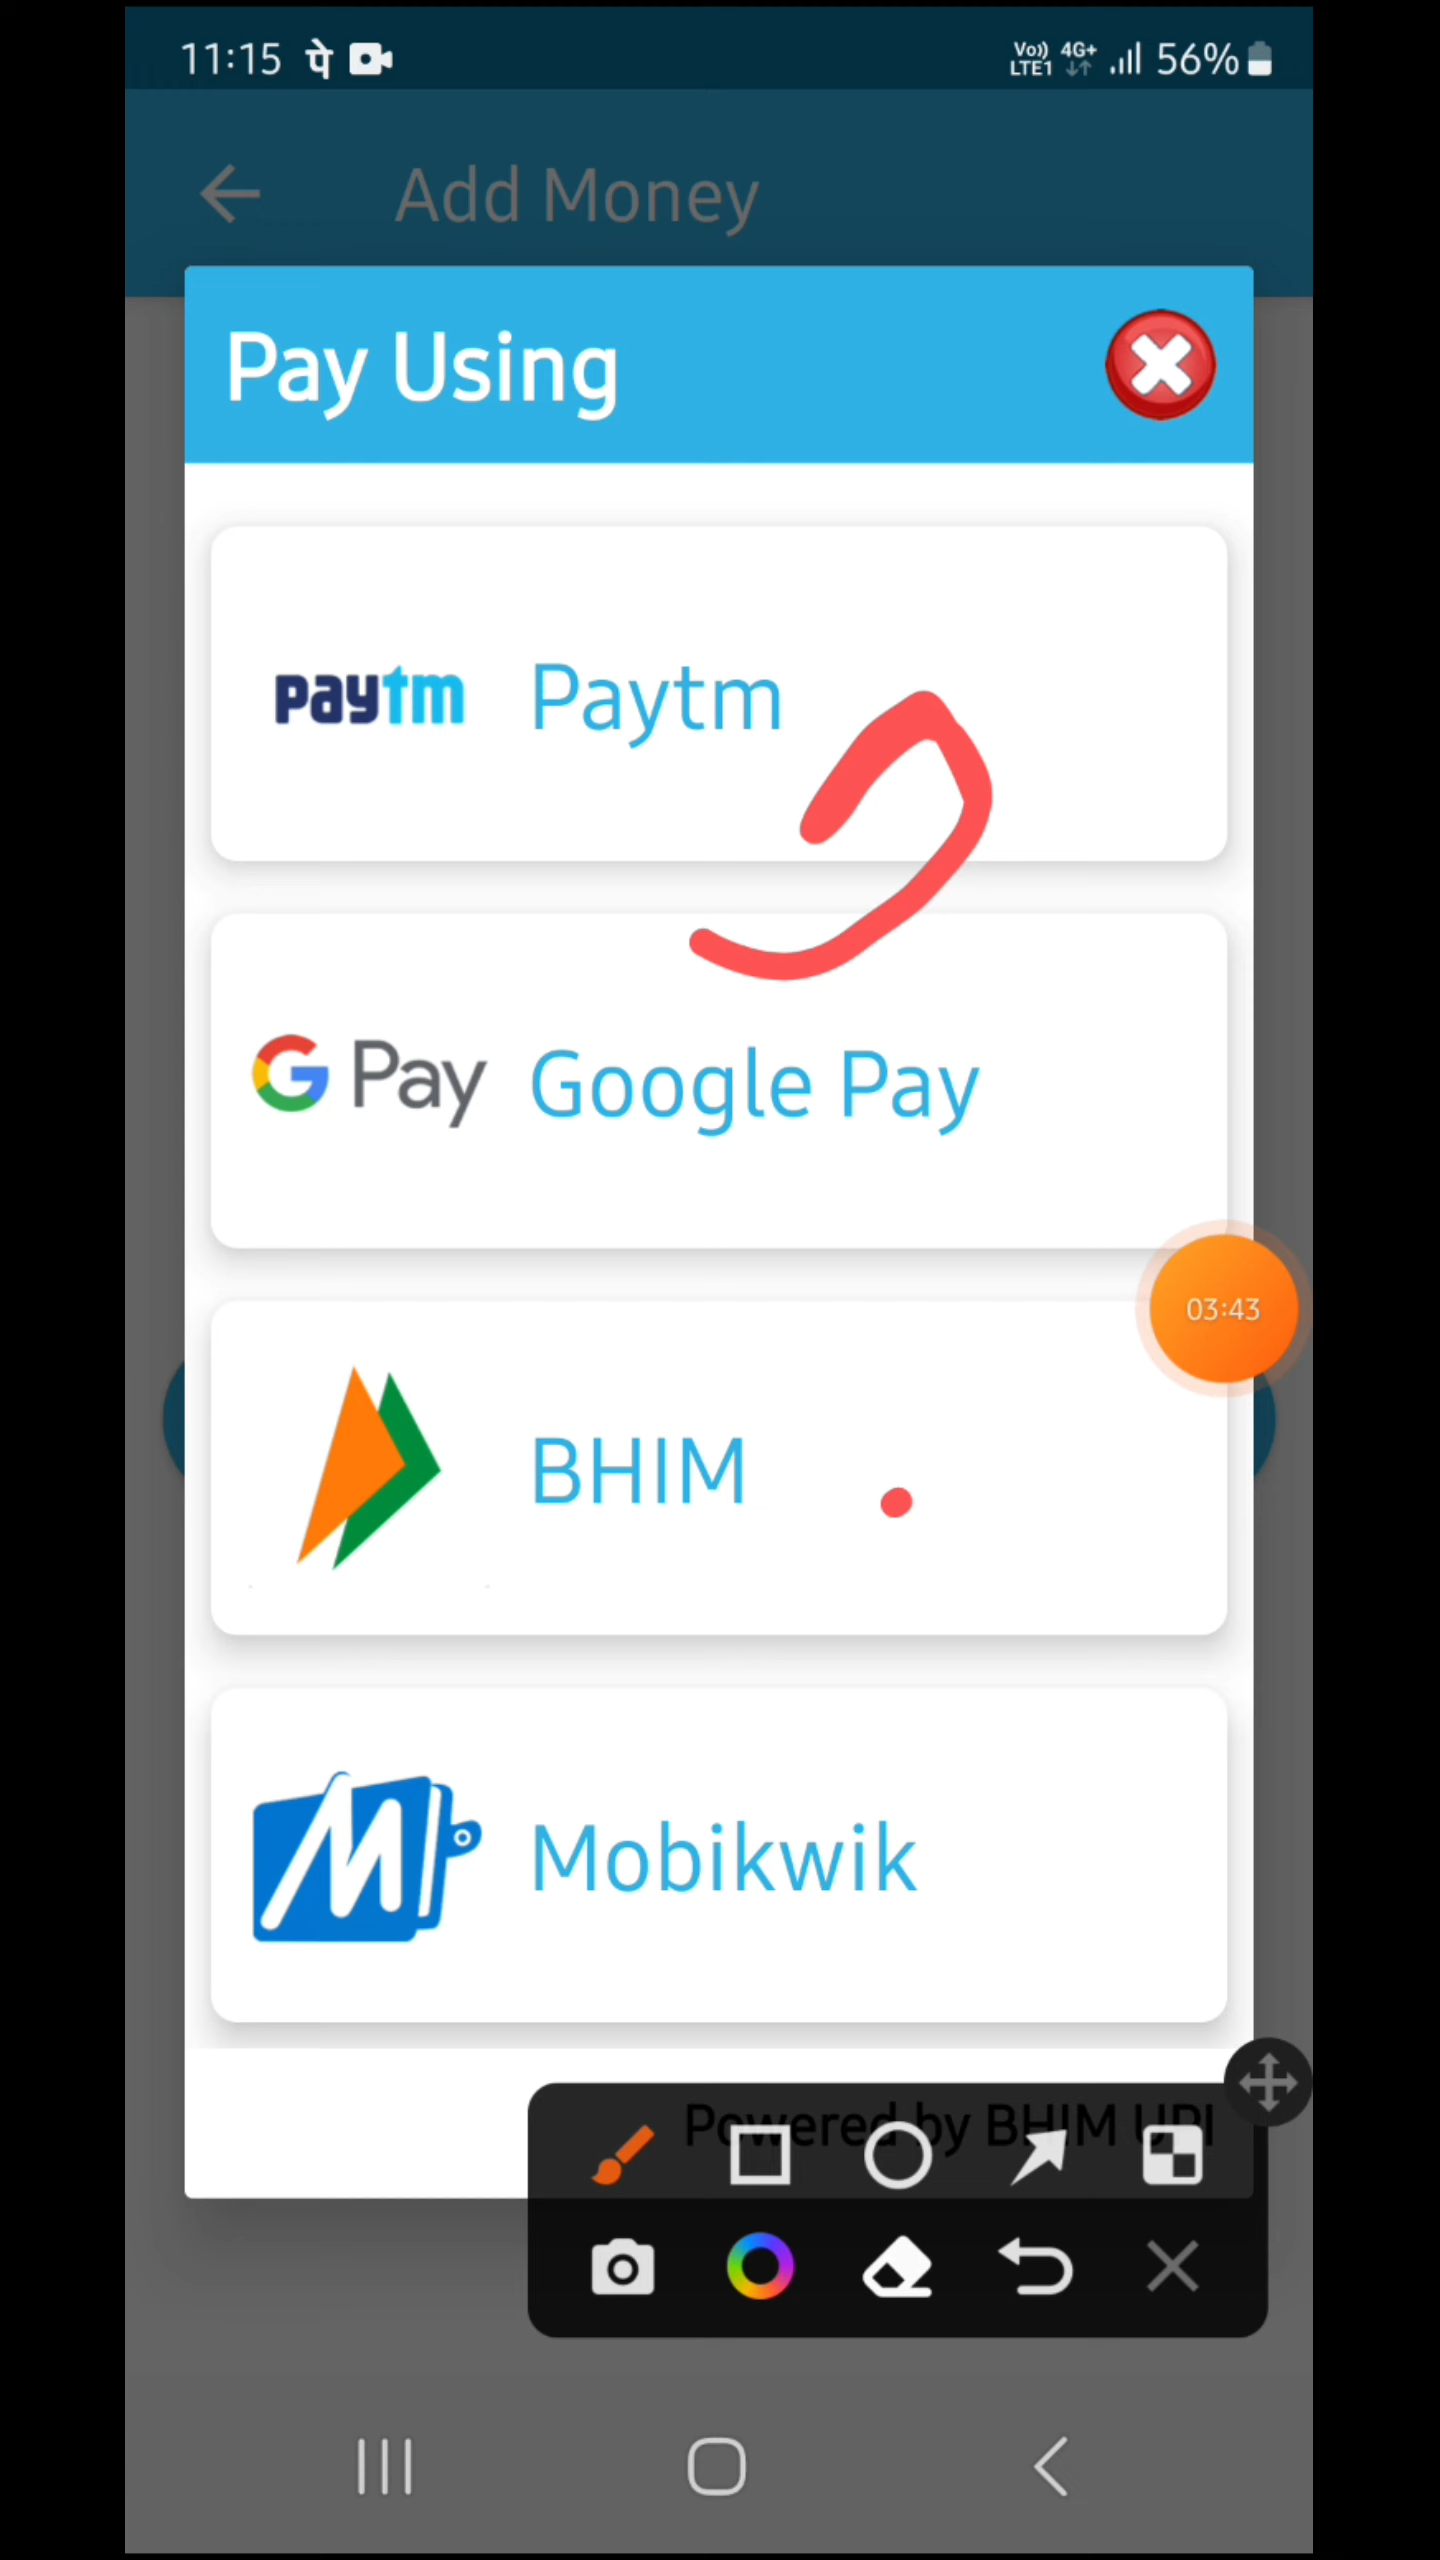 11:15 पे Vo)) LTE1 4G+ 56%
Add Money
Pay Using
paytm Paytm
G Pay Google Pay
03:43
BHIM
Mobikwik
Powered by BHIM UPI